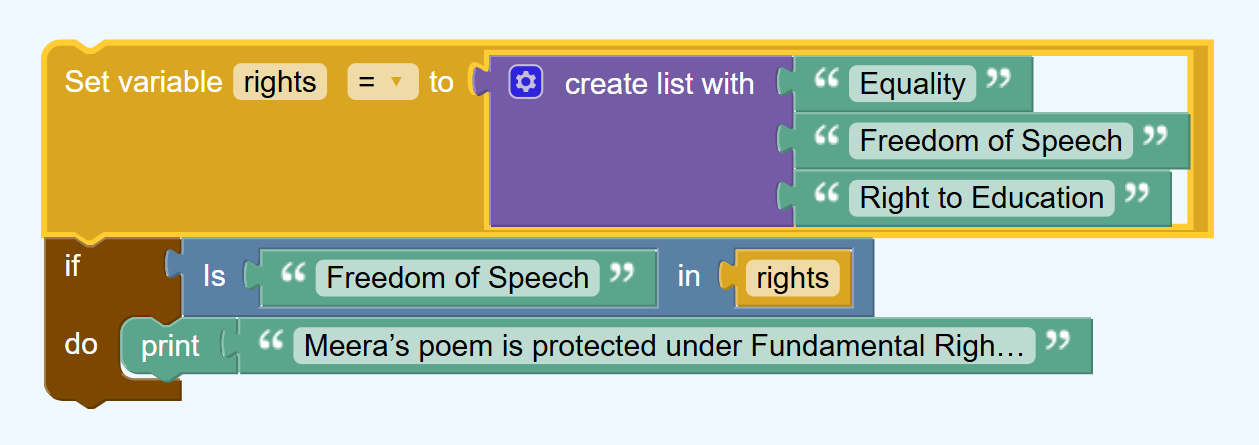 Set variable rights = to create list with “ Equality ”
“ Freedom of Speech ”
“ Right to Education ”
if Is “ Freedom of Speech ” in rights
do print “ Meera’s poem is protected under Fundamental Righ… ”